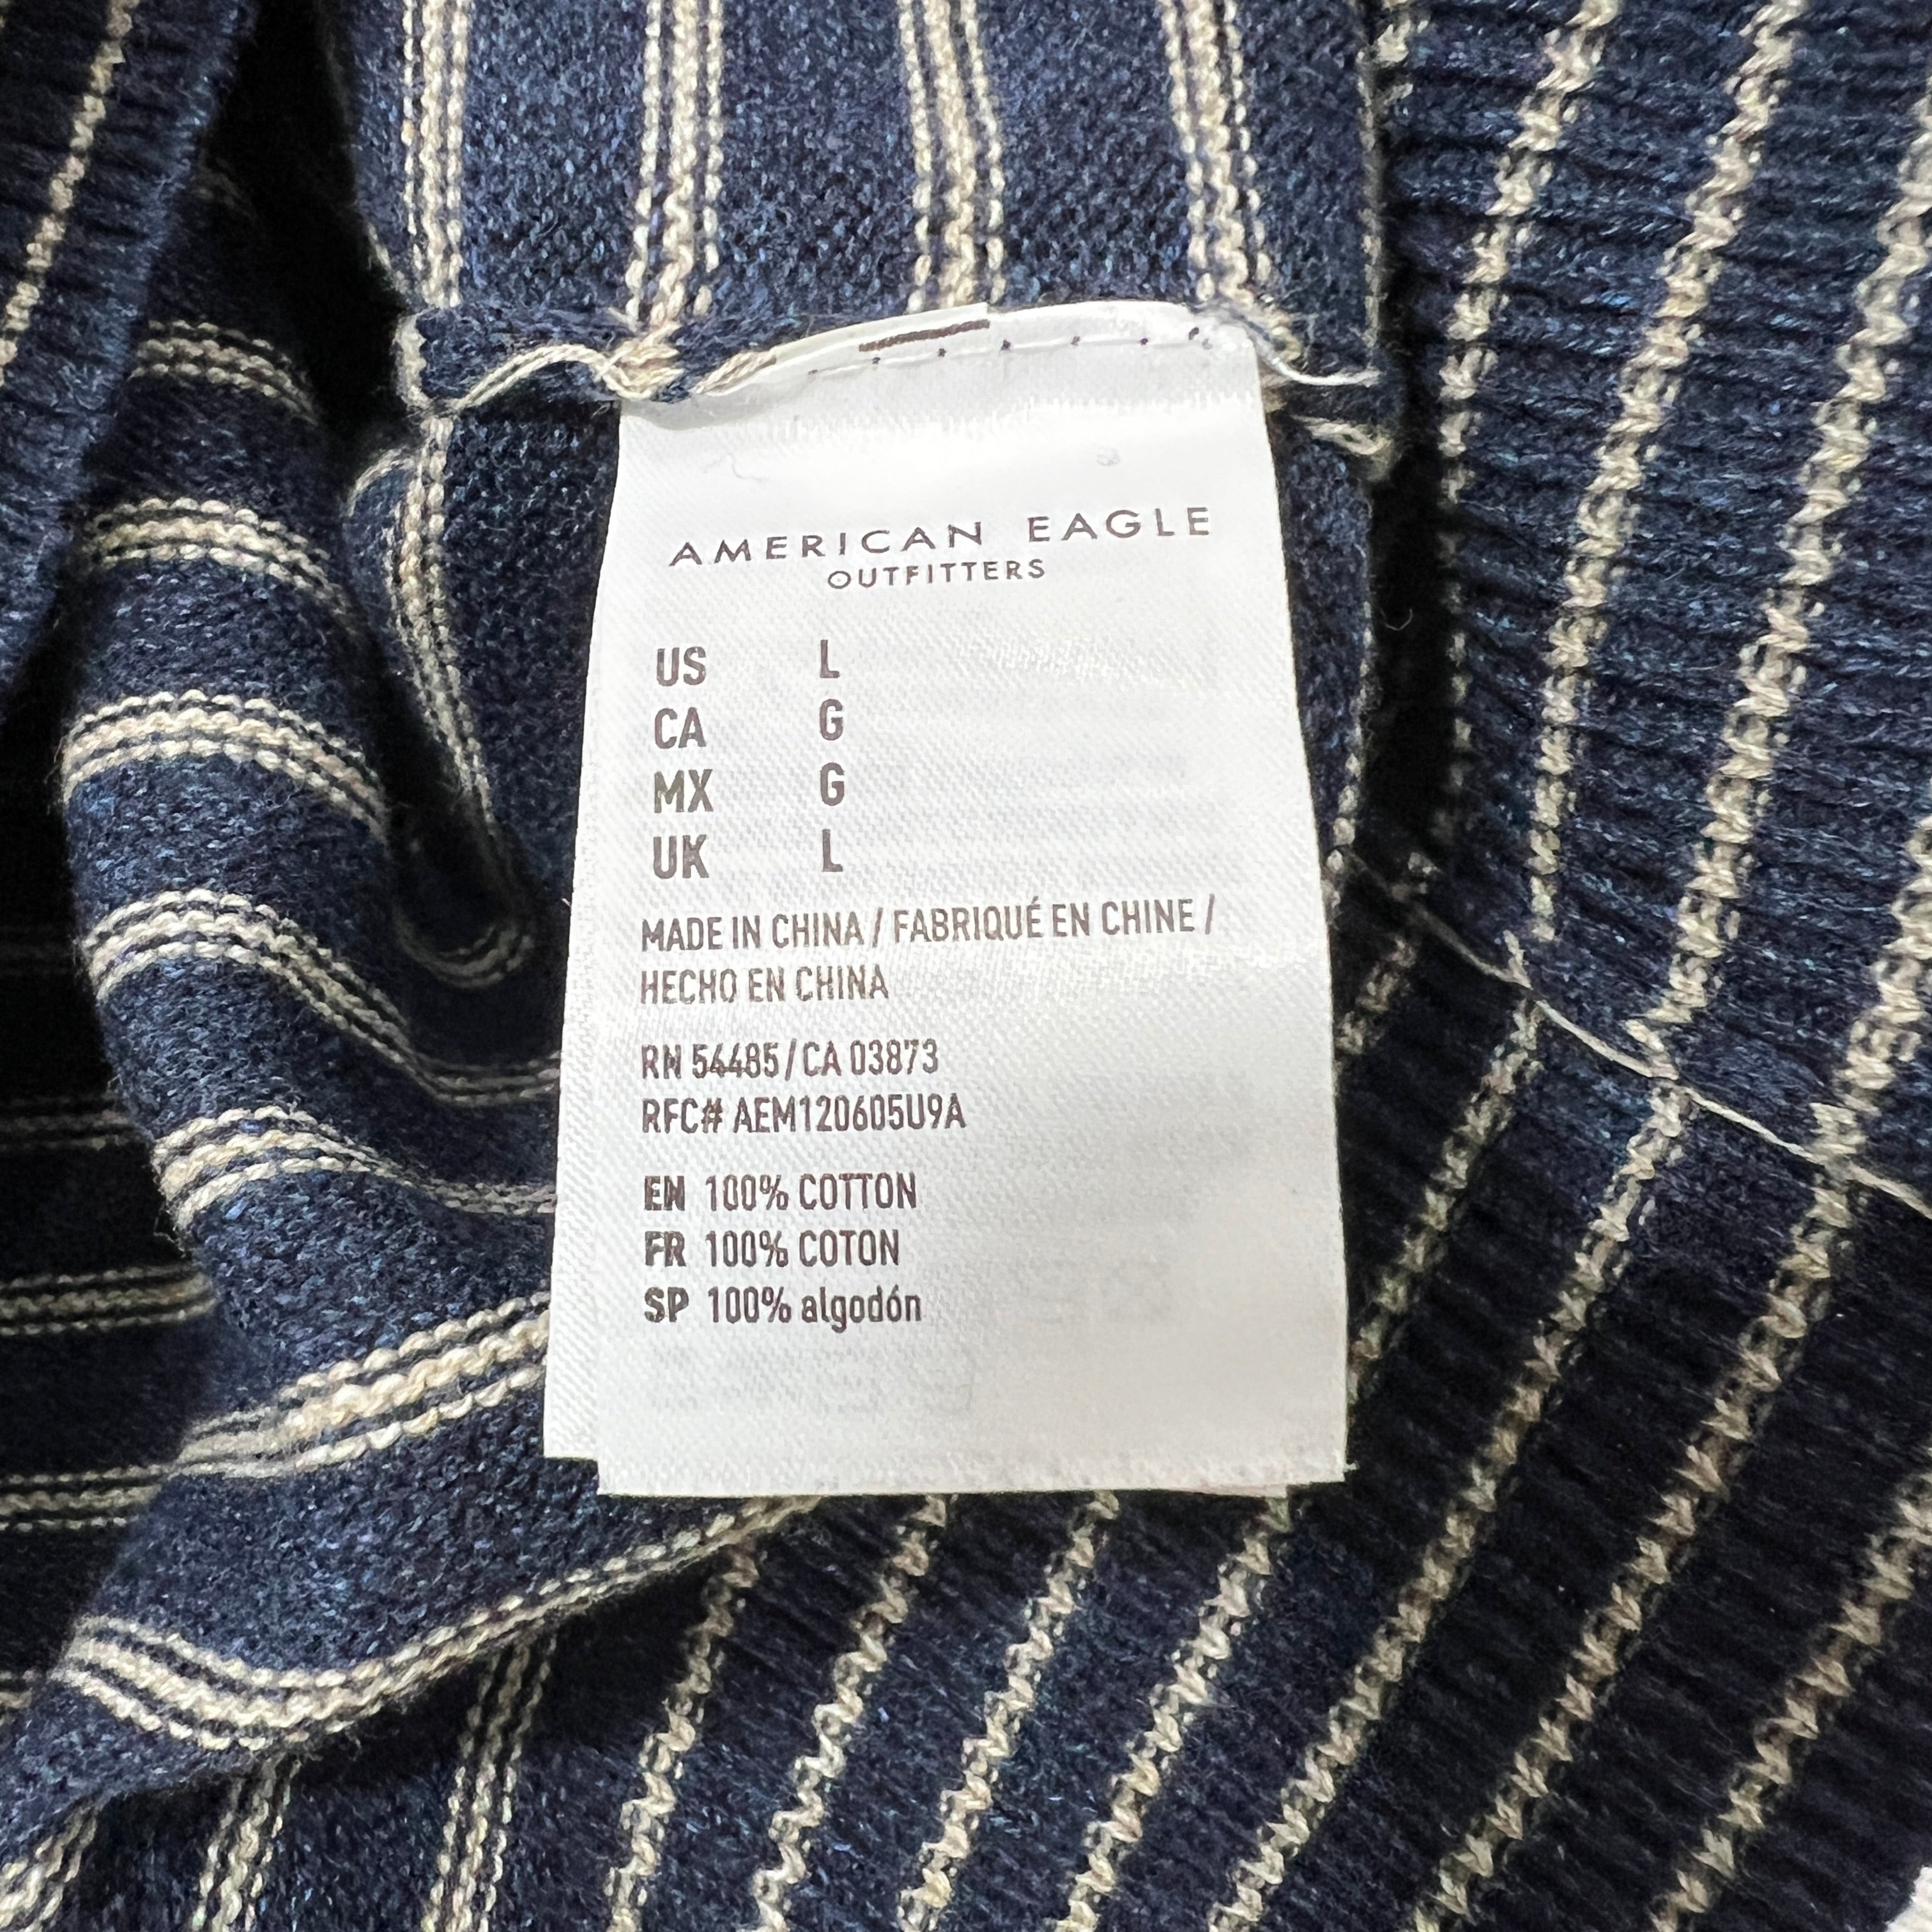 AMERICAN EAGLE
OUTFITTERS
US L
CA G
MX G
UK L
MADE IN CHINA / FABRIQUÉ EN CHINE /
HECHO EN CHINA
RN 54485/CA 03873
RFC# AEM120605U9A
EN 100% COTTON
FR 100% COTON
SP 100% algodón